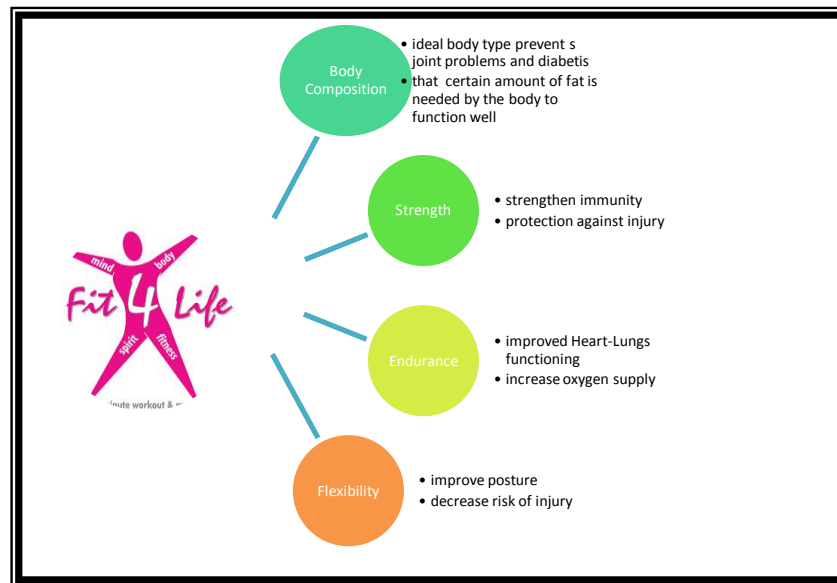 • ideal body type prevent s
joint problems and diabetis
• that certain amount of fat is
needed by the body to
function well
Body
Composition
Strength
• strengthen immunity
• protection against injury
mind
body
Fit 4 Life
spirit
fitness
workout &
Endurance
• improved Heart-Lungs
functioning
• increase oxygen supply
Flexibility
• improve posture
• decrease risk of injury